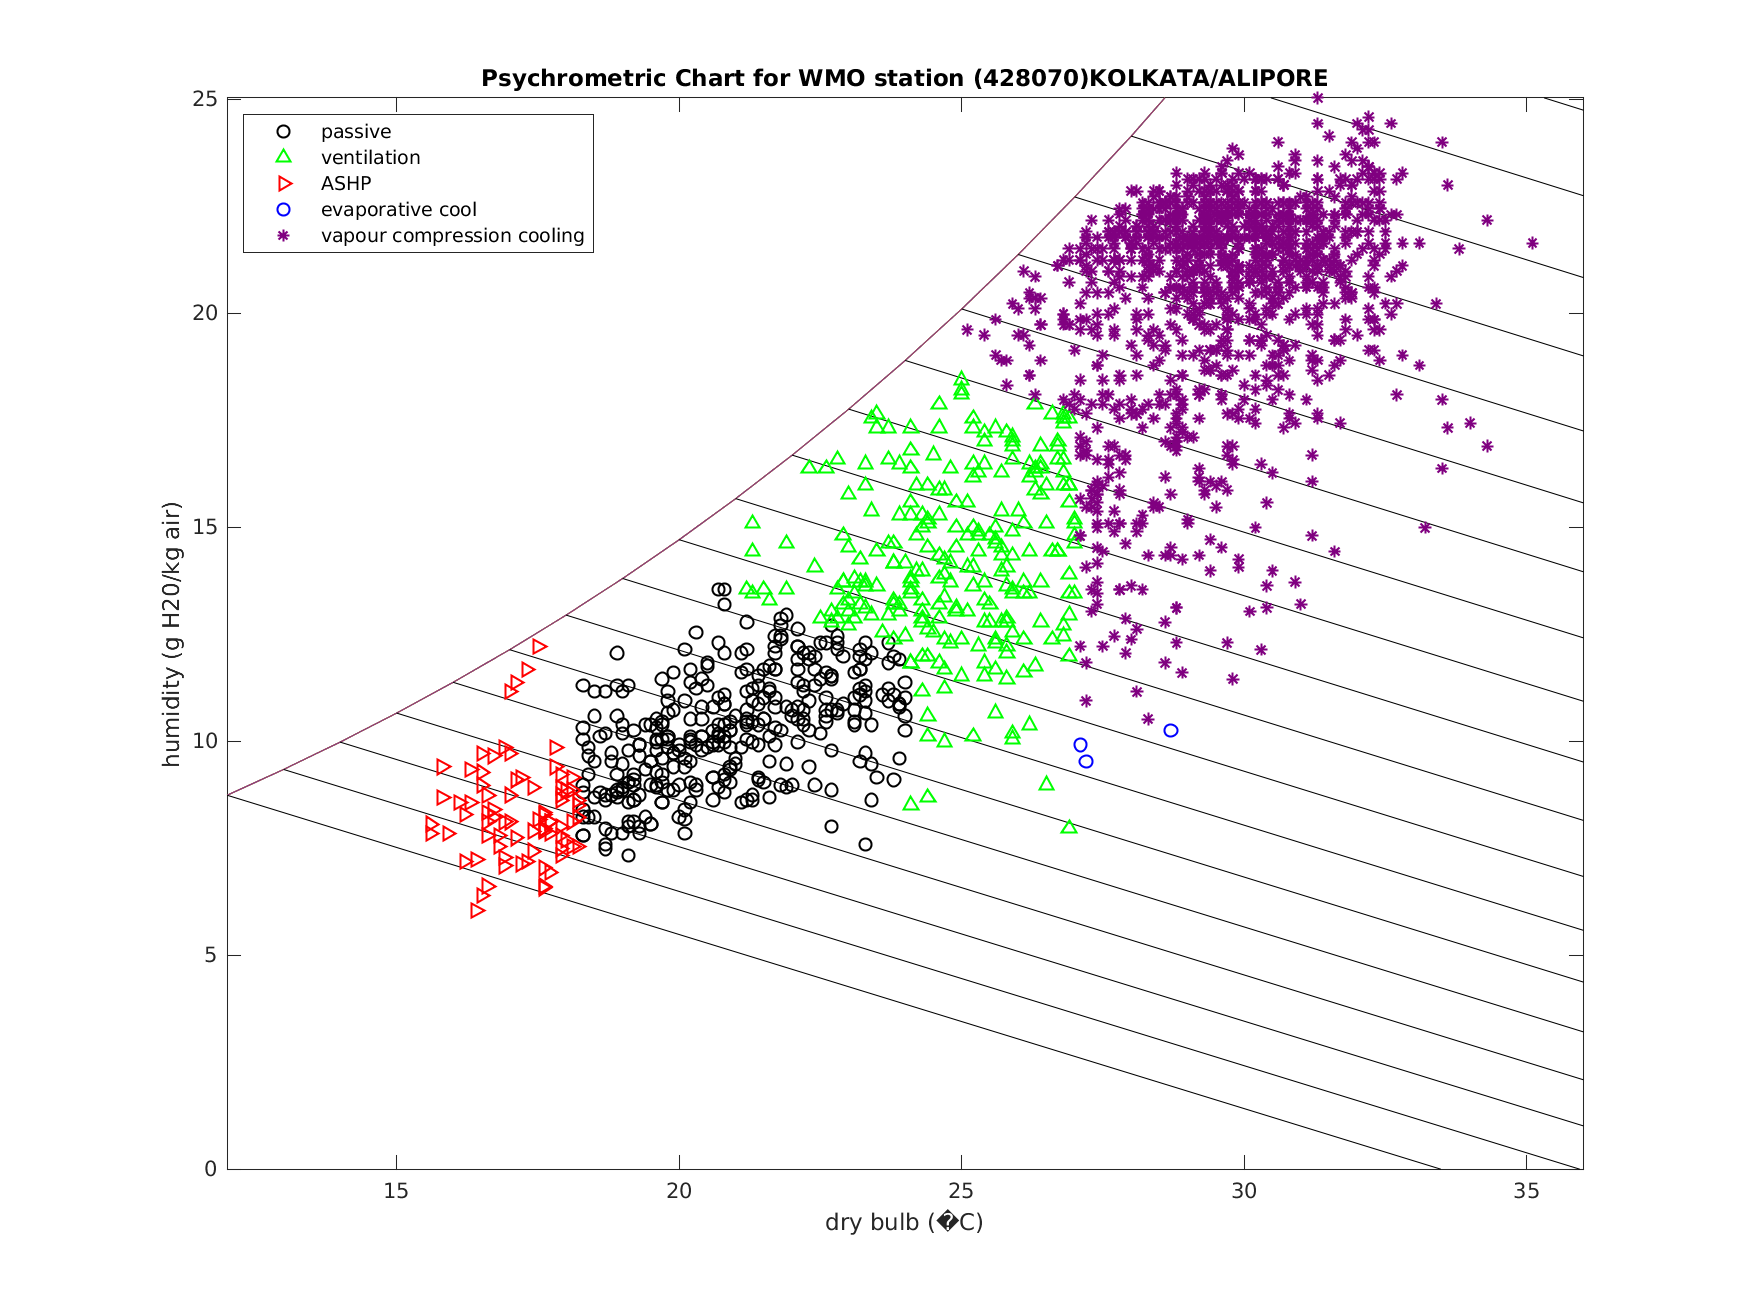 Psychrometric Chart for WMO station (428070)KOLKATA/ALIPORE
passive
ventilation
ASHP
evaporative cool
vapour compression cooling
humidity (g H20/kg air)
25
20
15
10
5
0
15 20 25 30 35
dry bulb (�C)